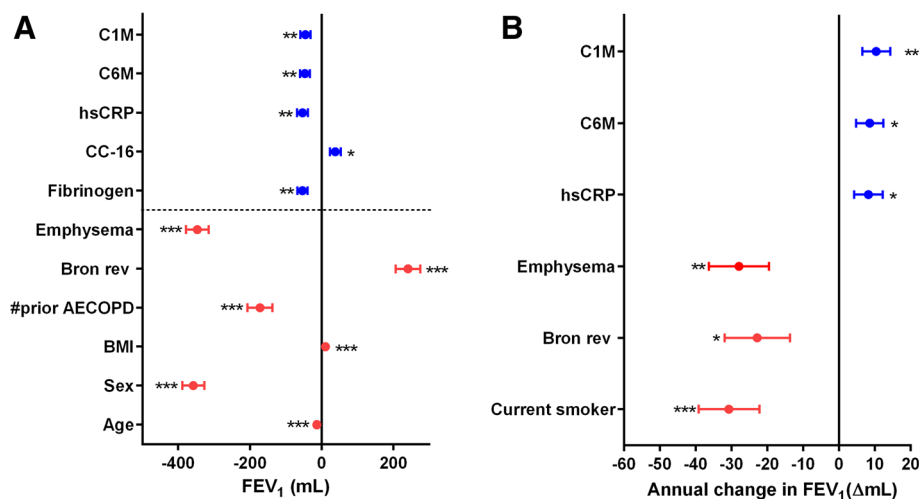 A
C1M **
C6M **
hsCRP **
CC-16 *
Fibrinogen **
Emphysema ***
Bron rev ***
#prior AECOPD ***
BMI ***
Sex ***
Age ***
-400 -200 0 200
FEV₁ (mL)
B
C1M **
C6M *
hsCRP *
Emphysema **
Bron rev *
Current smoker ***
-60 -50 -40 -30 -20 -10 0 10 20
Annual change in FEV₁(ΔmL)